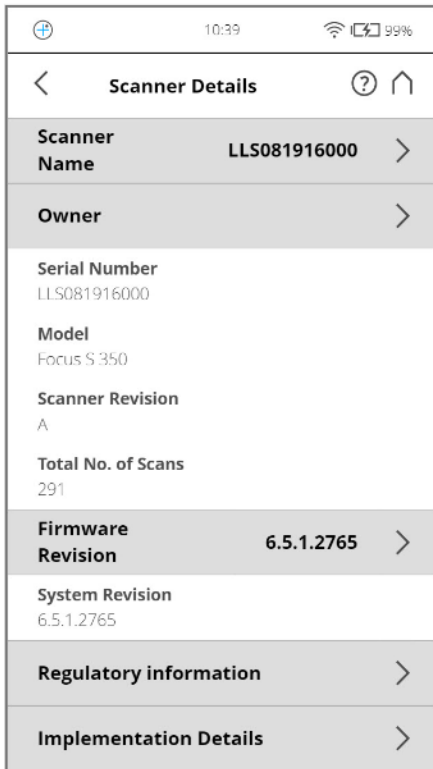 10:39 99%
Scanner Details ?
Scanner
Name LLS081916000
Owner
Serial Number
LLS081916000
Model
Focus S 350
Scanner Revision
A
Total No. of Scans
291
Firmware
Revision 6.5.1.2765
System Revision
6.5.1.2765
Regulatory information
Implementation Details